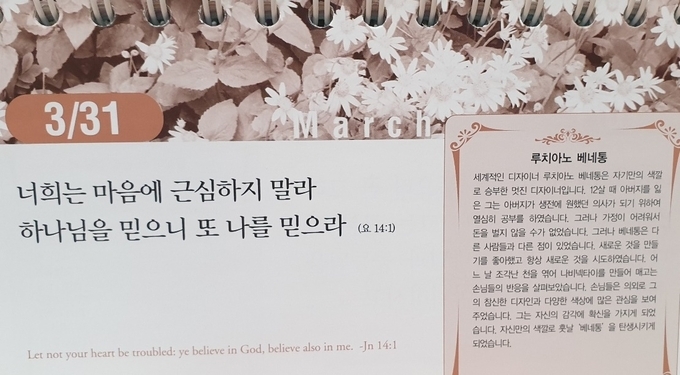 3/31
March
너희는 마음에 근심하지 말라
하나님을 믿으니 또 나를 믿으라 (요. 14:1)
Let not your heart be troubled: ye believe in God, believe also in me. -Jn 14:1
루치아노 베네통
세계적인 디자이너 루치아노 베네통은 자기만의 색깔
로 승부한 멋진 디자이너입니다. 12살 때 아버지를 잃
은 그는 아버지가 생전에 원했던 의사가 되기 위하여
열심히 공부를 하였습니다. 그러나 가정이 어려워서
돈을 벌지 않을 수가 없었습니다. 그러나 베네통은 다
른 사람들과 다른 점이 있었습니다. 새로운 것을 만들
기를 좋아했고 항상 새로운 것을 시도하였습니다. 어
느 날 조각난 천을 엮어 나비넥타이를 만들어 매고는
손님들의 반응을 살펴보았습니다. 손님들은 의외로 그
의 참신한 디자인과 다양한 색상에 많은 관심을 보여
주었습니다. 그는 자신의 감각에 확신을 가지게 되었
습니다. 자신만의 색깔로 훗날 '베네통' 을 탄생시키게
되었습니다.